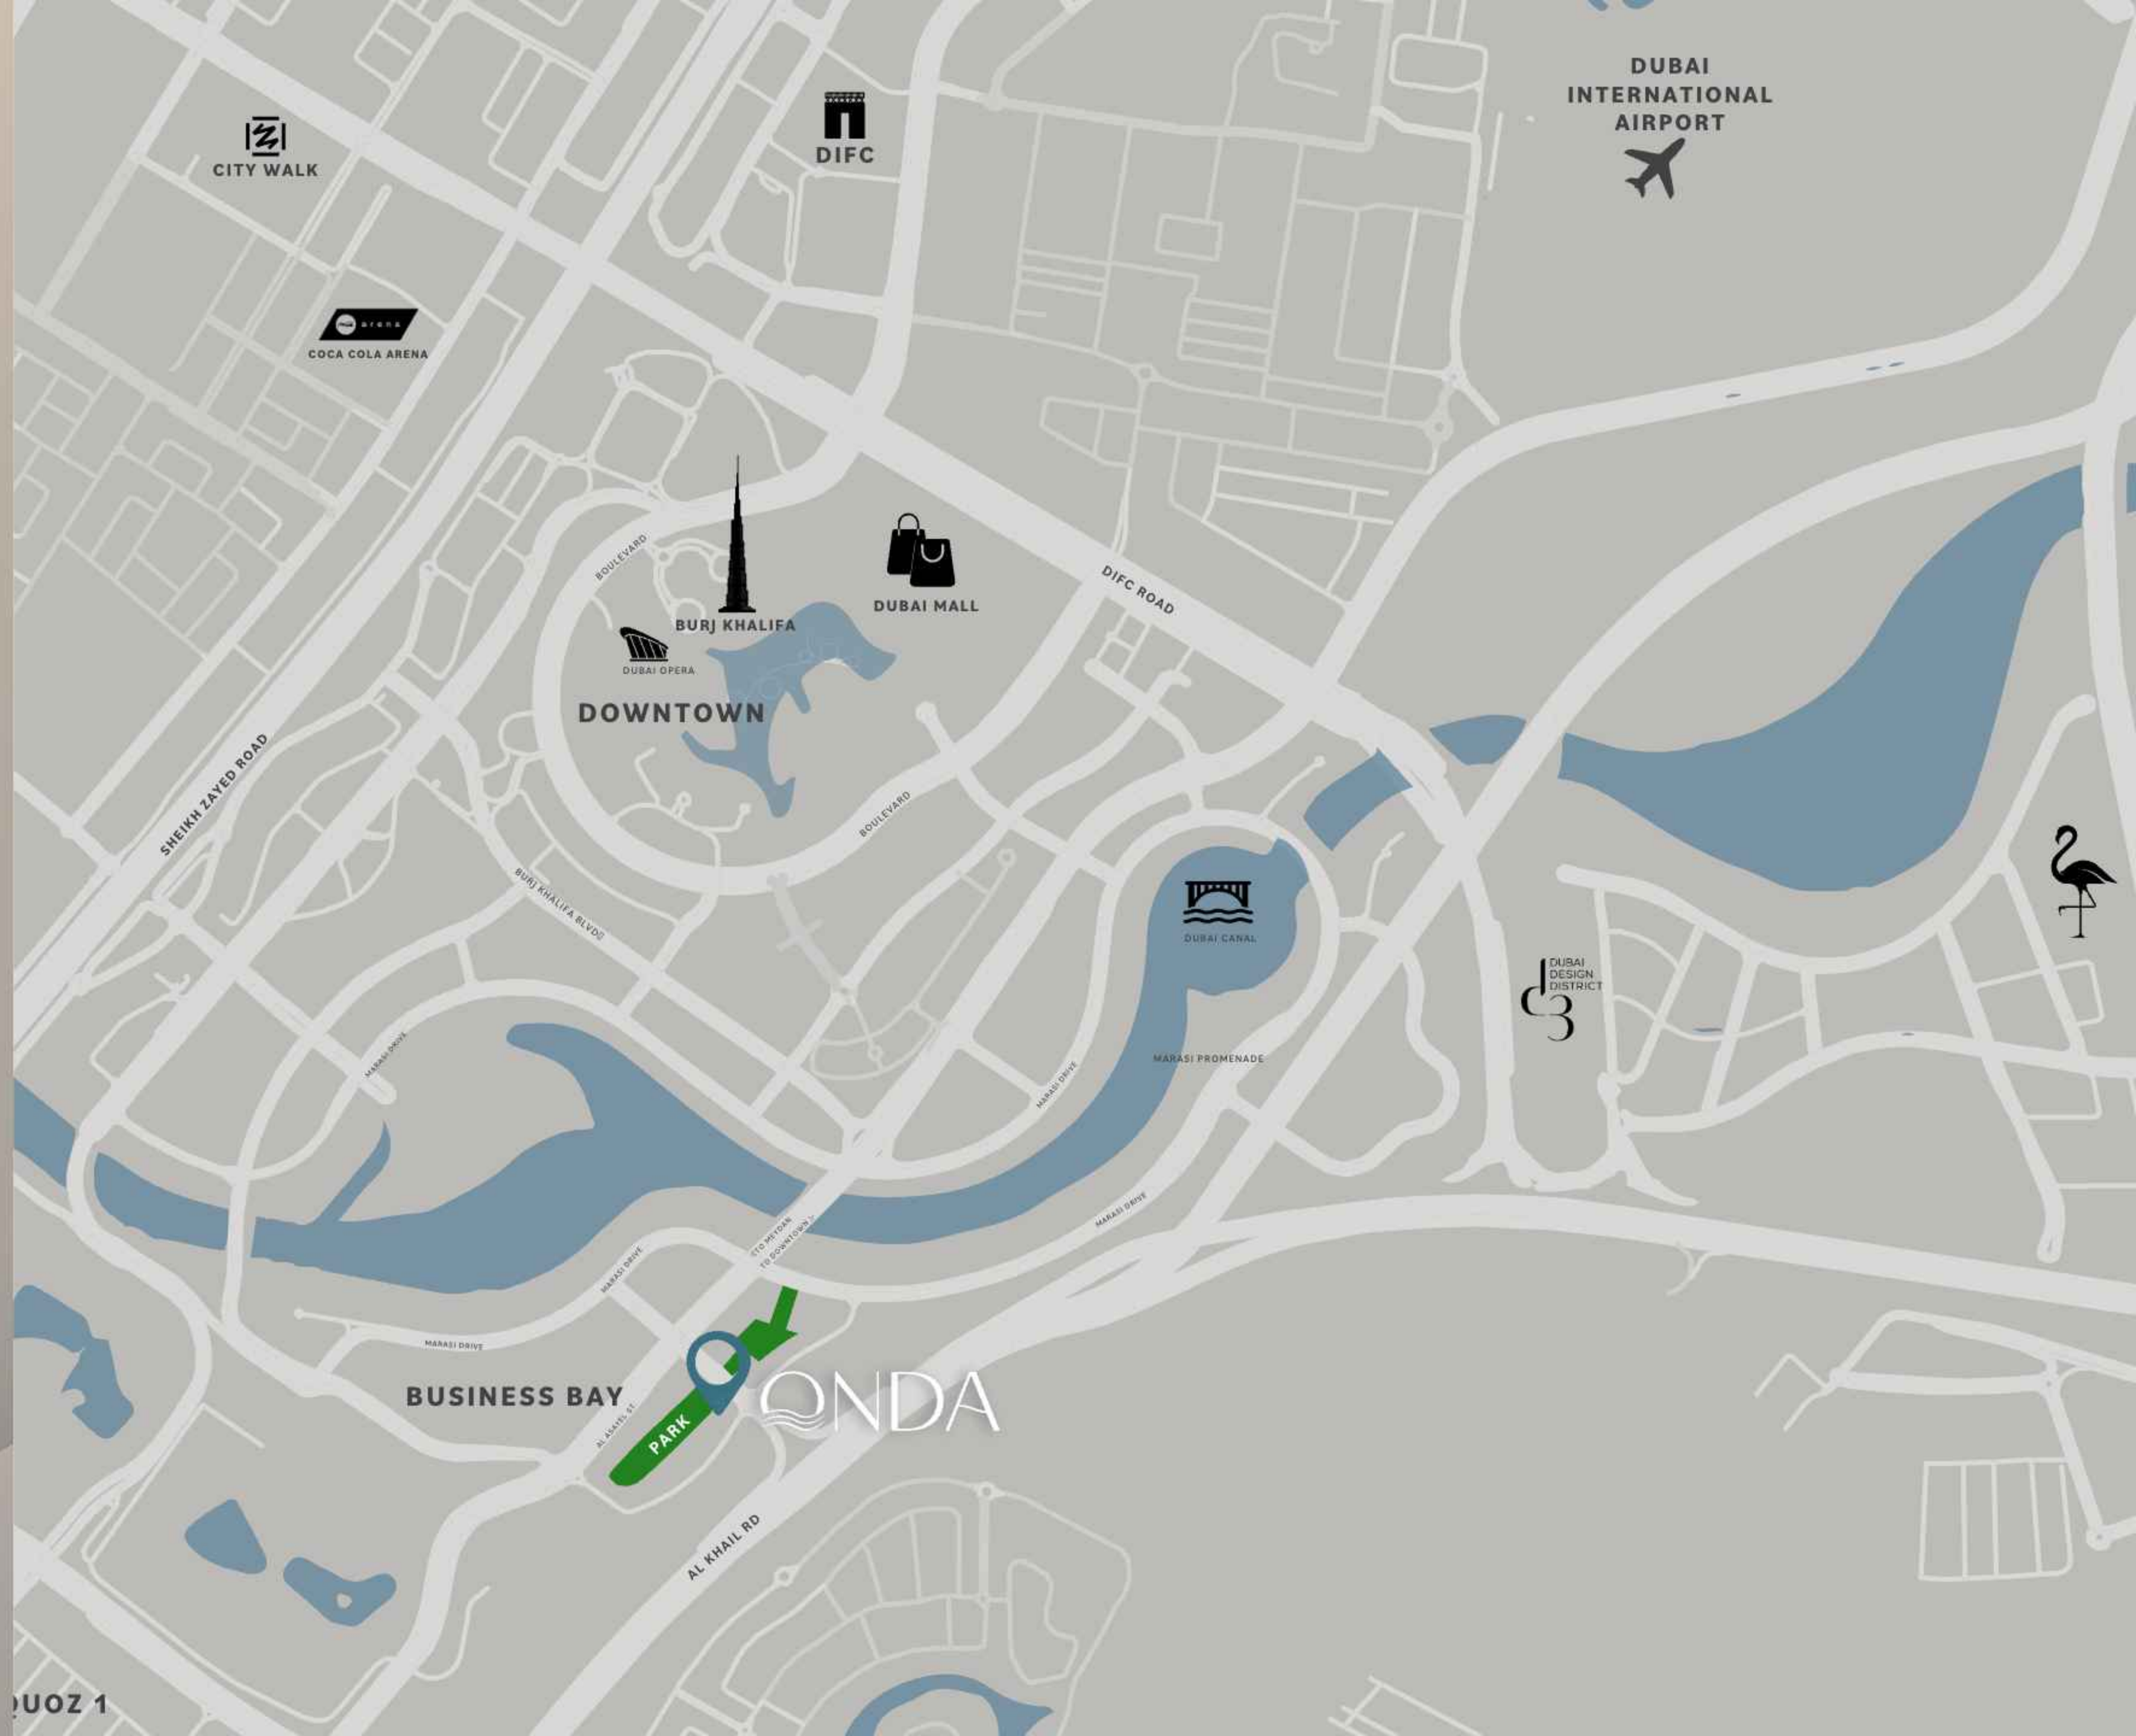 DUBAI
INTERNATIONAL
AIRPORT
DIFC
CITY WALK
arena
COCA COLA ARENA
BOULEVARD
DIFC ROAD
DUBAI MALL
BURJ KHALIFA
DUBAI OPERA
DOWNTOWN
SHEIKH ZAYED ROAD
BOULEVARD
BURJ KHALIFA BLVD
DUBAI CANAL
DUBAI
DESIGN
DISTRICT
d3
MARASI DRIVE
MARASI PROMENADE
MARASI DRIVE
MARASI DRIVE
TO MEYDAN
TO DOWNTOWN
MARASI DRIVE
MARASI DRIVE
BUSINESS BAY
AL ASAYEL ST.
PARK
ONDA
AL KHAIL RD
QUOZ 1